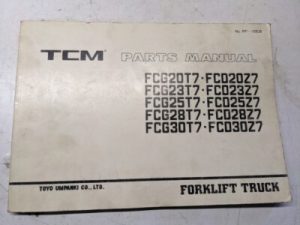 TCM PARTS MANUAL
FCG20T7·FCD20Z7
FCG23T7·FCD23Z7
FCG25T7·FCD25Z7
FCG28T7·FCD28Z7
FCG30T7·FCD30Z7
TOYO UMPANKI CO., LTD. FORKLIFT TRUCK